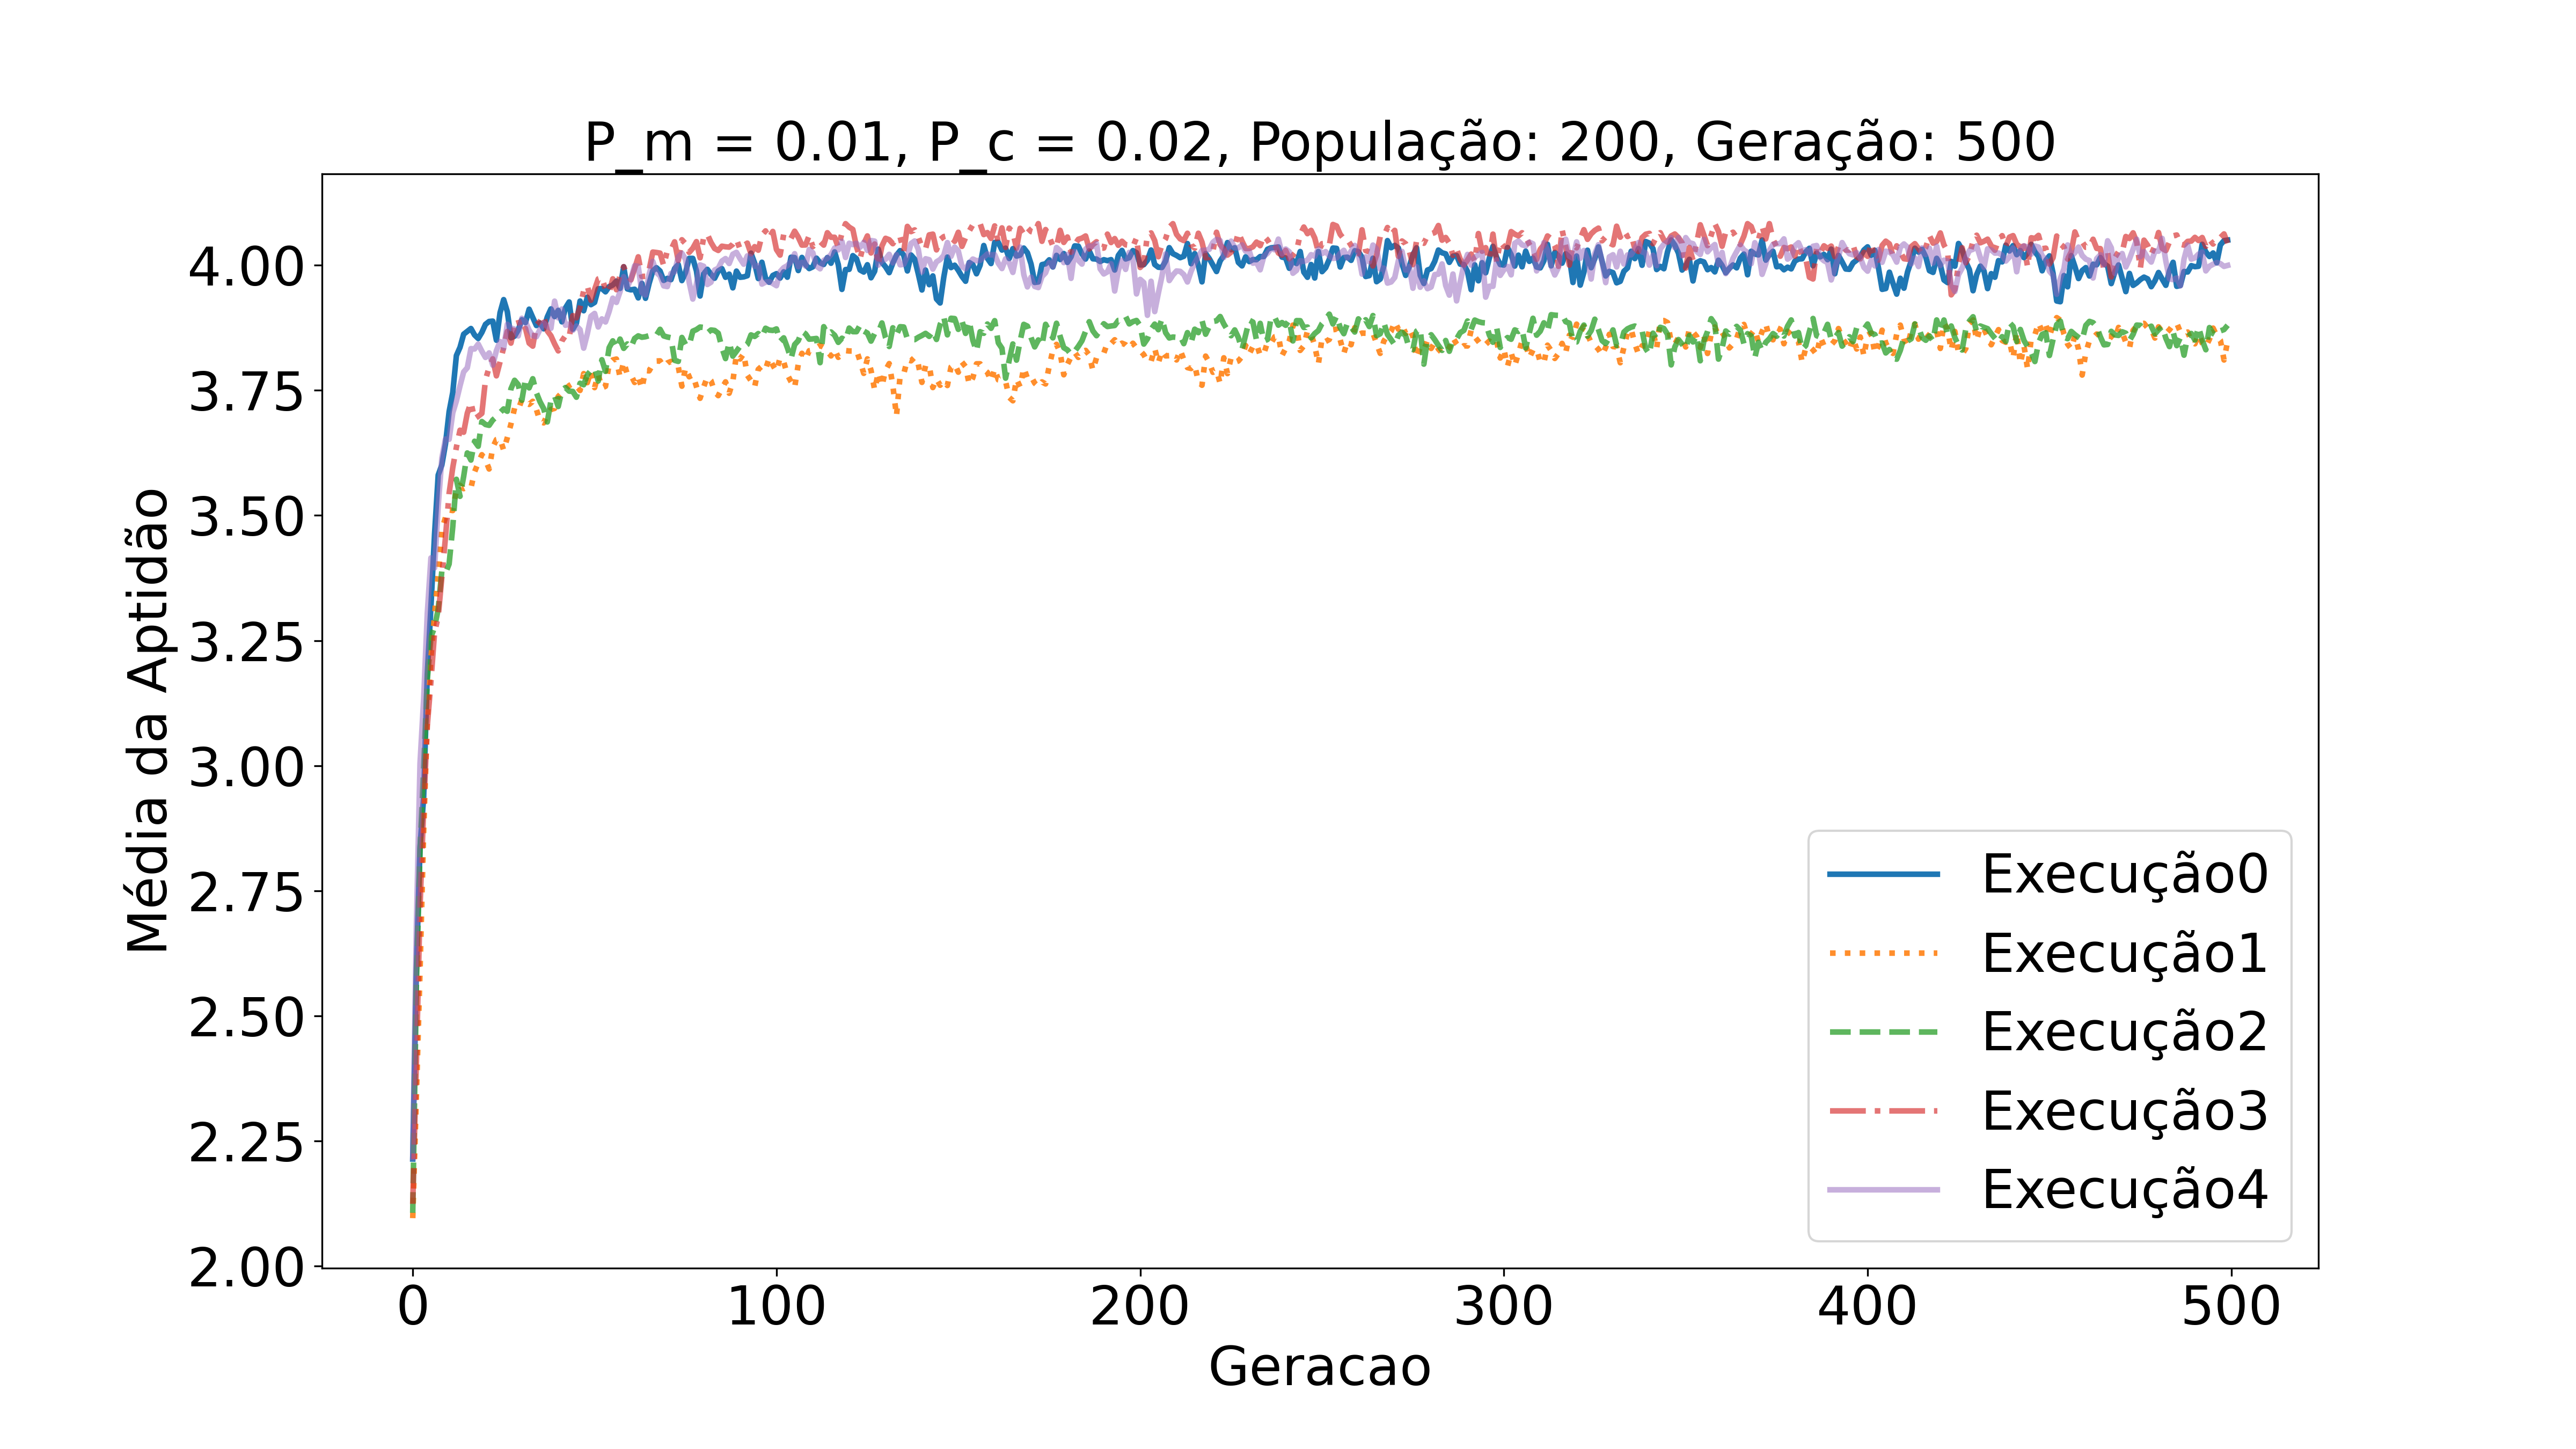 P_m = 0.01, P_c = 0.02, População: 200, Geração: 500
Média da Aptidão
4.00
3.75
3.50
3.25
3.00
2.75
2.50
2.25
2.00
0 100 200 300 400 500
Geracao
Execução0
Execução1
Execução2
Execução3
Execução4